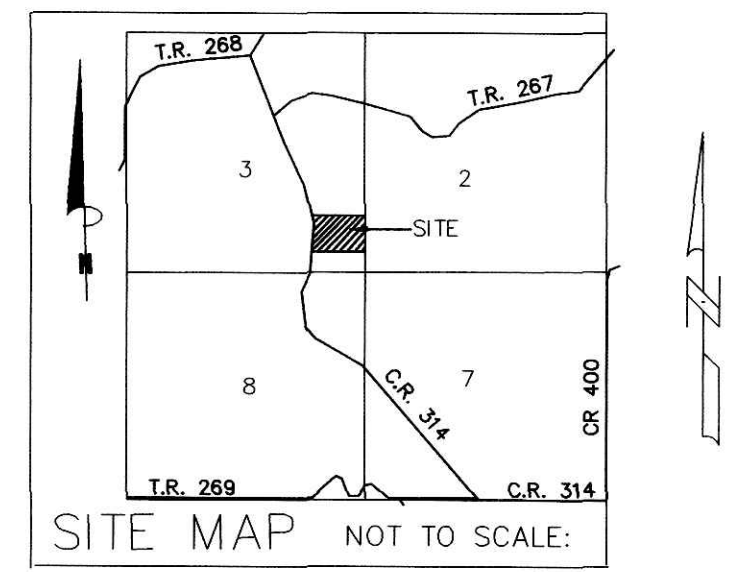 T.R. 268
T.R. 267
3
2
SITE
N
N
8
7
C.R. 314
CR 400
T.R. 269
C.R. 314
SITE MAP NOT TO SCALE: